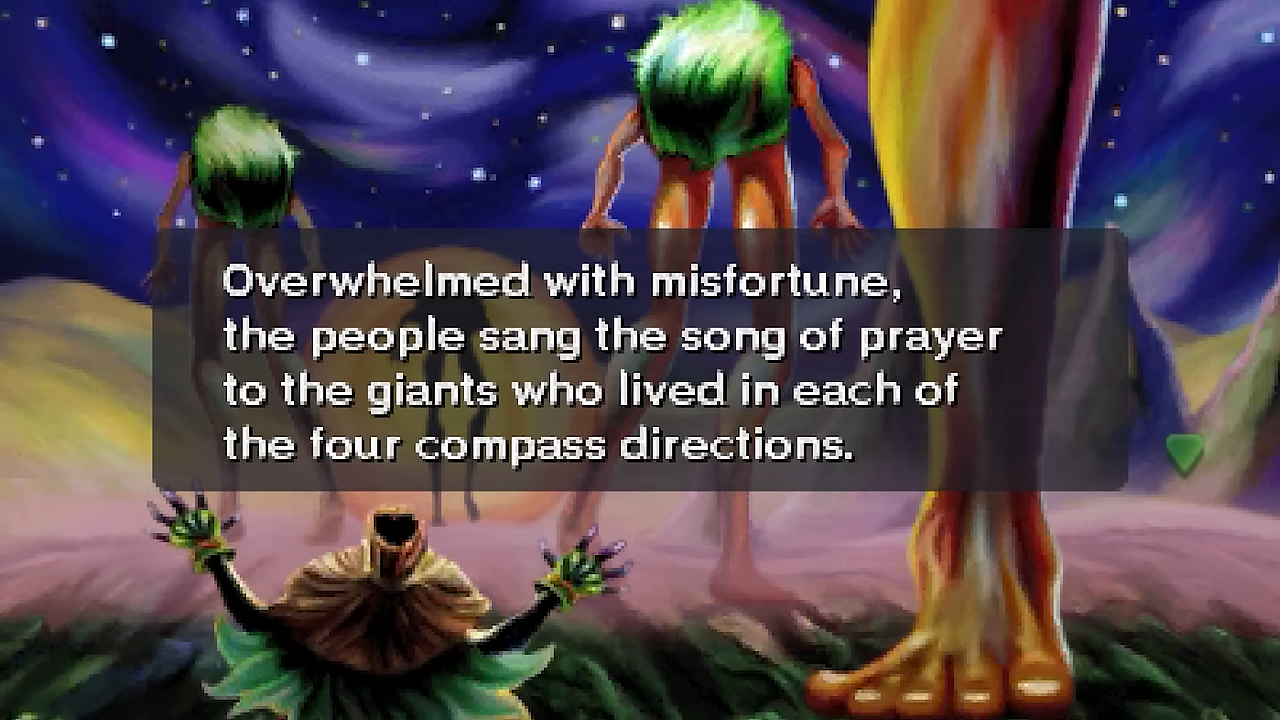 Overwhelmed with misfortune,
the people sang the song of prayer
to the giants who lived in each of
the four compass directions.